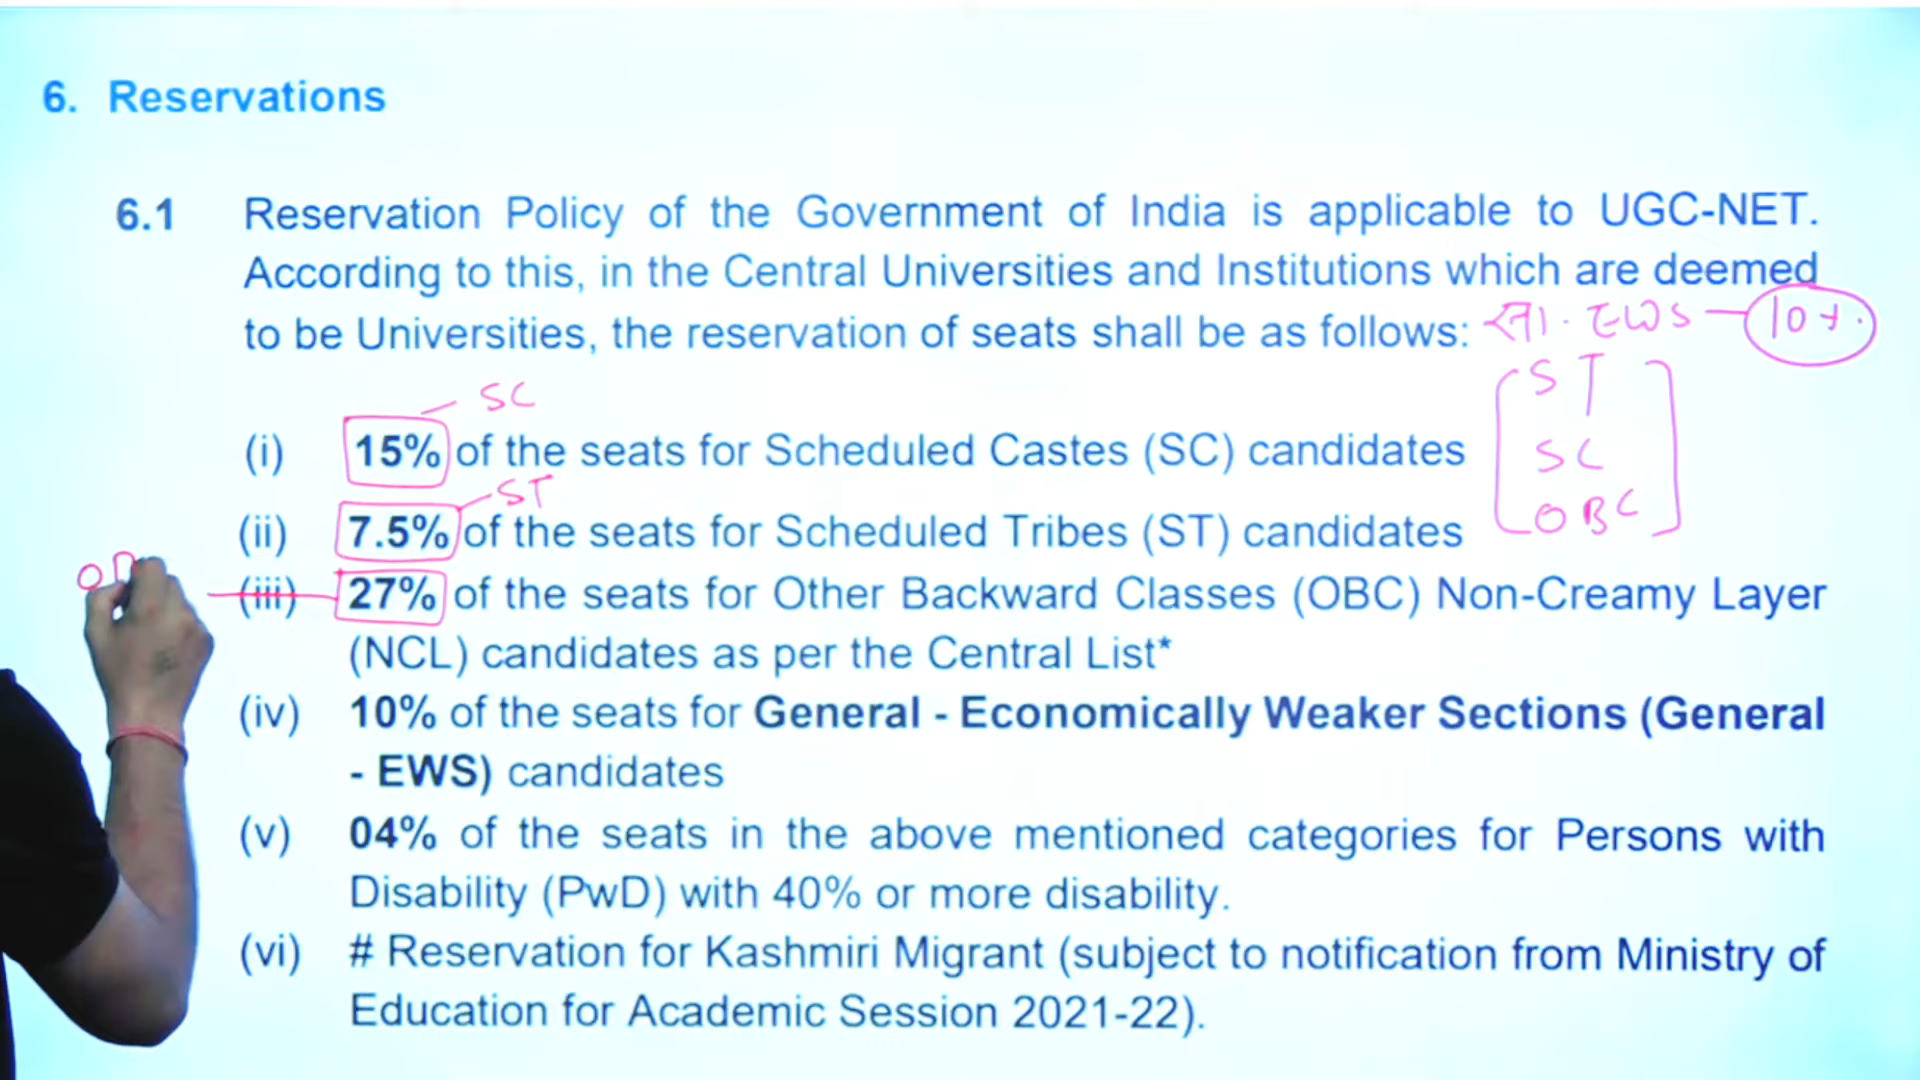 6. Reservations
6.1 Reservation Policy of the Government of India is applicable to UGC-NET.
According to this, in the Central Universities and Institutions which are deemed
to be Universities, the reservation of seats shall be as follows:
EWS — 10%
ST
SC
OBC
SC
(i) 15% of the seats for Scheduled Castes (SC) candidates
ST
(ii) 7.5% of the seats for Scheduled Tribes (ST) candidates
(iii) 27% of the seats for Other Backward Classes (OBC) Non-Creamy Layer
(NCL) candidates as per the Central List*
(iv) 10% of the seats for General - Economically Weaker Sections (General
- EWS) candidates
(v) 04% of the seats in the above mentioned categories for Persons with
Disability (PwD) with 40% or more disability.
(vi) # Reservation for Kashmiri Migrant (subject to notification from Ministry of
Education for Academic Session 2021-22).